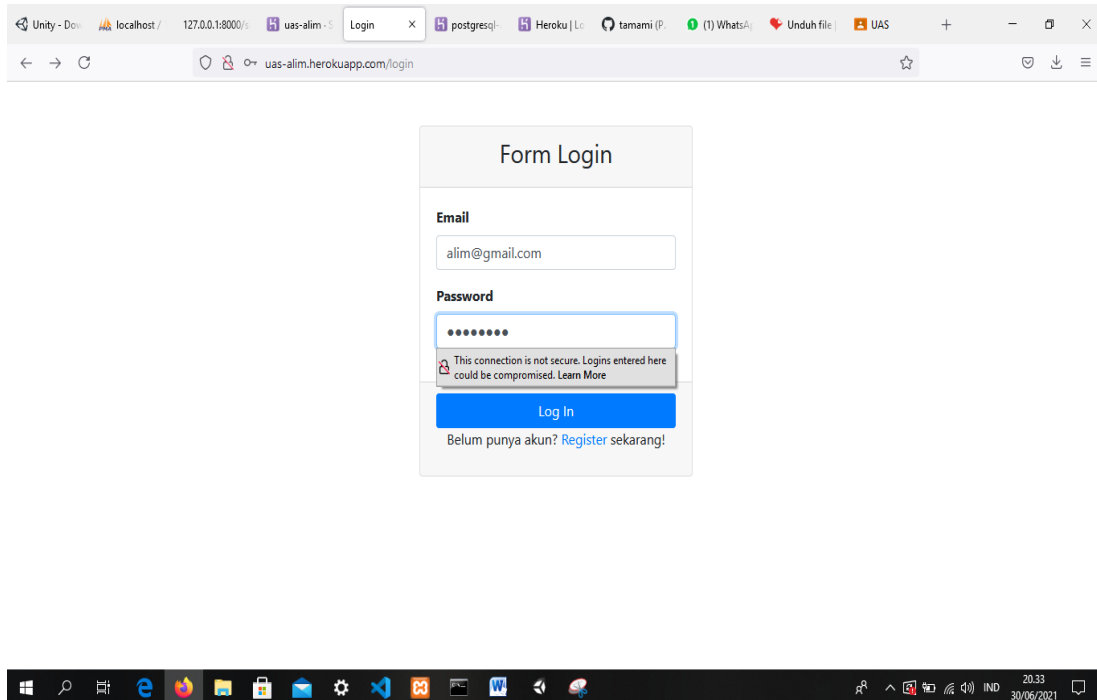 Unity - Dow
localhost /
127.0.0.1:8000/s
uas-alim - S
Login
postgresql-
Heroku | Lo
tamami (P.
(1) WhatsA
Unduh file |
UAS
uas-alim.herokuapp.com/login
Form Login
Email
alim@gmail.com
Password
This connection is not secure. Logins entered here
could be compromised. Learn More
Log In
Belum punya akun? Register sekarang!
IND
20.33
30/06/2021